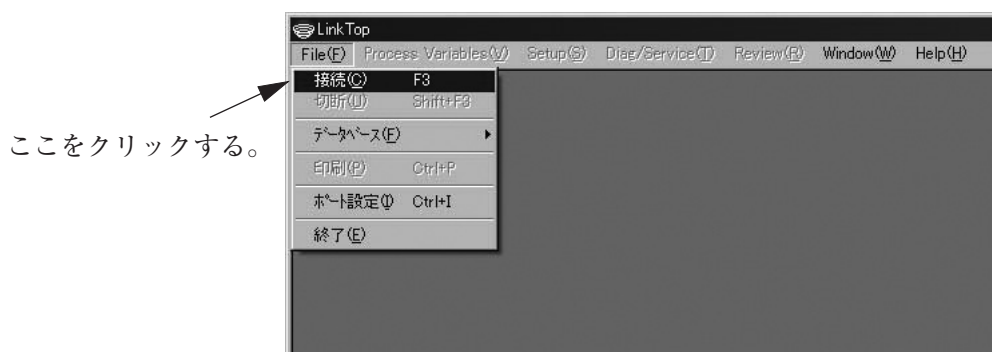 LinkTop
File(F) Process Variables(V) Setup(S) Diag/Service(T) Review(R) Window(W) Help(H)
接続(C) F3
切断(U) Shift+F3
ﾃﾞｰﾀﾍﾞｰｽ(F)
印刷(P) Ctrl+P
ﾎﾟｰﾄ設定(I) Ctrl+I
終了(E)
ここをクリックする。